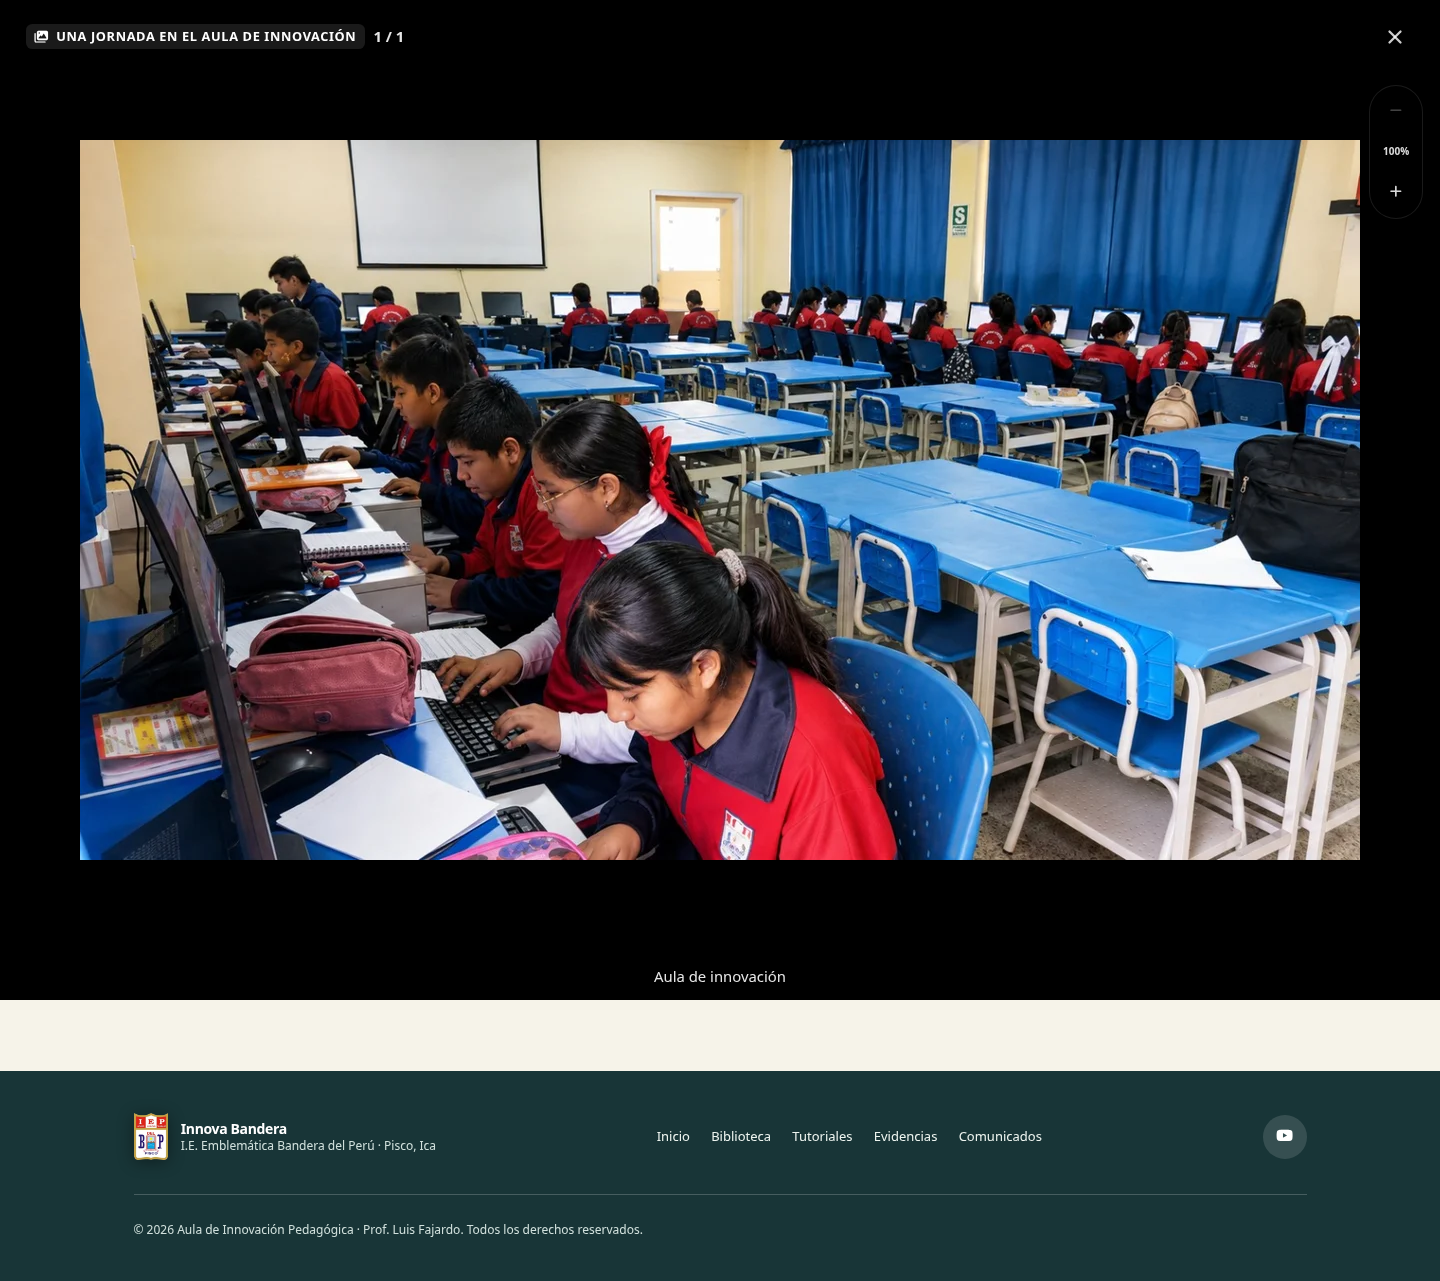 UNA JORNADA EN EL AULA DE INNOVACIÓN 1 / 1
100%
S
Aula de innovación
I E P
B P
PISCO
Innova Bandera
I.E. Emblemática Bandera del Perú · Pisco, Ica
Inicio Biblioteca Tutoriales Evidencias Comunicados
© 2026 Aula de Innovación Pedagógica · Prof. Luis Fajardo. Todos los derechos reservados.